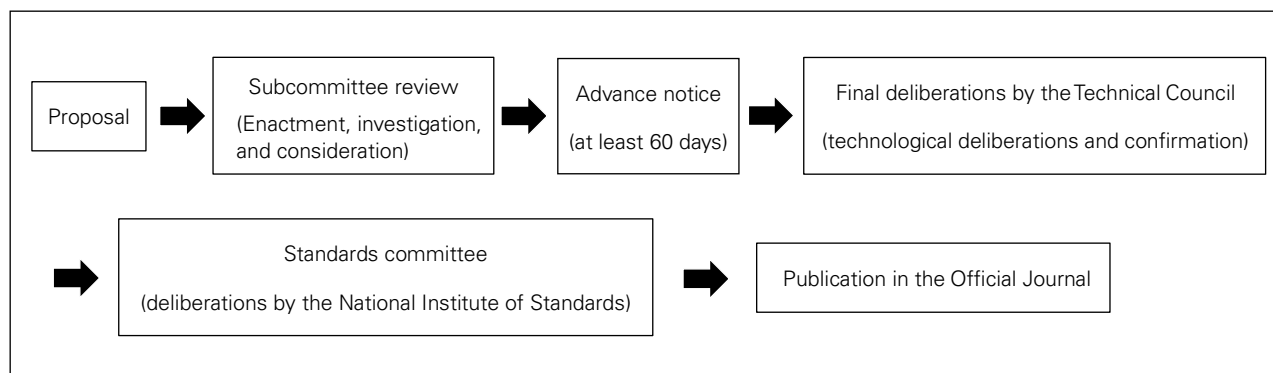 Proposal
Subcommittee review
(Enactment, investigation,
and consideration)
Advance notice
(at least 60 days)
Final deliberations by the Technical Council
(technological deliberations and confirmation)
Standards committee
(deliberations by the National Institute of Standards)
Publication in the Official Journal